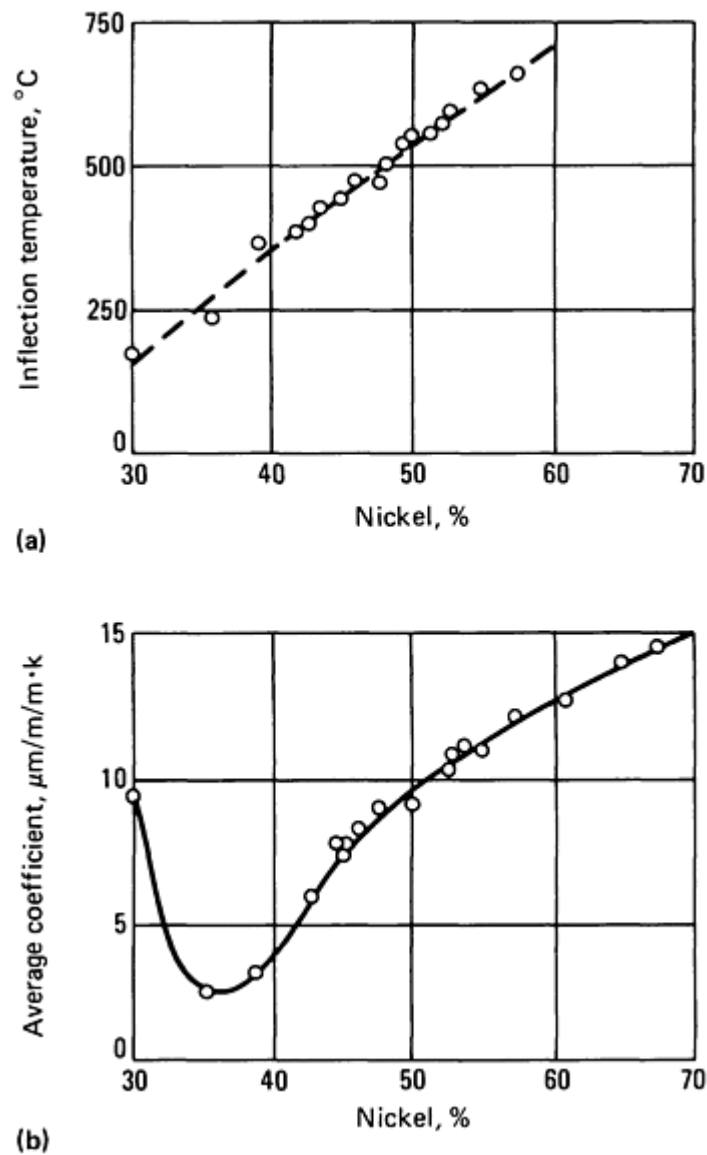 750
500
250
0
Inflection temperature, °C
30 40 50 60 70
Nickel, %
(a)
15
10
5
0
Average coefficient, μm/m/m·k
30 40 50 60 70
Nickel, %
(b)